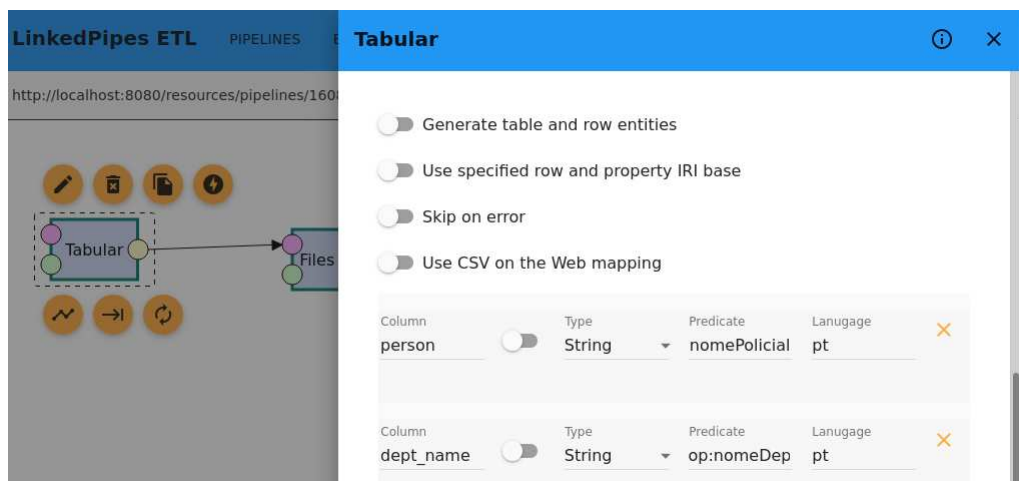 LinkedPipes ETL PIPELINES
Tabular
http://localhost:8080/resources/pipelines/160
Generate table and row entities
Use specified row and property IRI base
Skip on error
Use CSV on the Web mapping
Tabular
Files
Column Type Predicate Lanugage
person String nomePolicial pt
Column Type Predicate Lanugage
dept_name String op:nomeDep pt